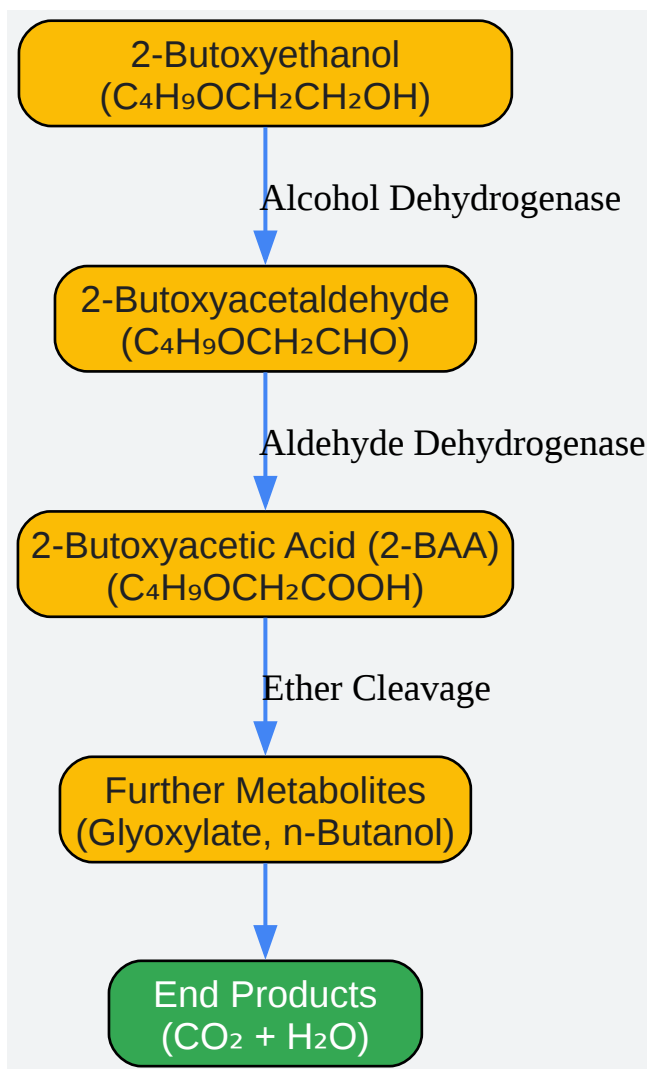 2-Butoxyethanol
(C₄H₉OCH₂CH₂OH)
Alcohol Dehydrogenase
2-Butoxyacetaldehyde
(C₄H₉OCH₂CHO)
Aldehyde Dehydrogenase
2-Butoxyacetic Acid (2-BAA)
(C₄H₉OCH₂COOH)
Ether Cleavage
Further Metabolites
(Glyoxylate, n-Butanol)
End Products
(CO₂ + H₂O)